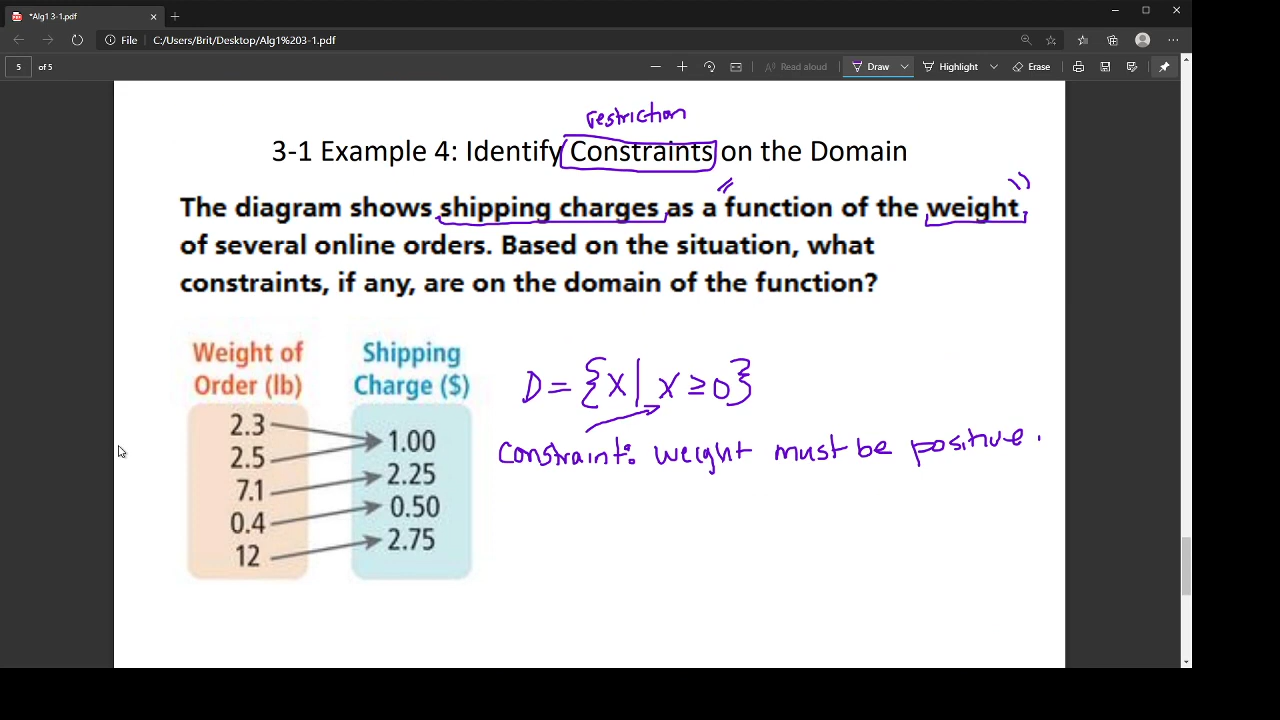 *Alg1 3-1.pdf
File C:/Users/Brit/Desktop/Alg1%203-1.pdf
5 of 5 Read aloud Draw Highlight Erase
restriction
3-1 Example 4: Identify Constraints on the Domain
The diagram shows shipping charges as a "function of the weight"
of several online orders. Based on the situation, what
constraints, if any, are on the domain of the function?
Weight of Order (lb)
2.3
2.5
7.1
0.4
12
Shipping Charge ($)
1.00
2.25
0.50
2.75
D = {x| x ≥ 0}
constraint: weight must be positive.